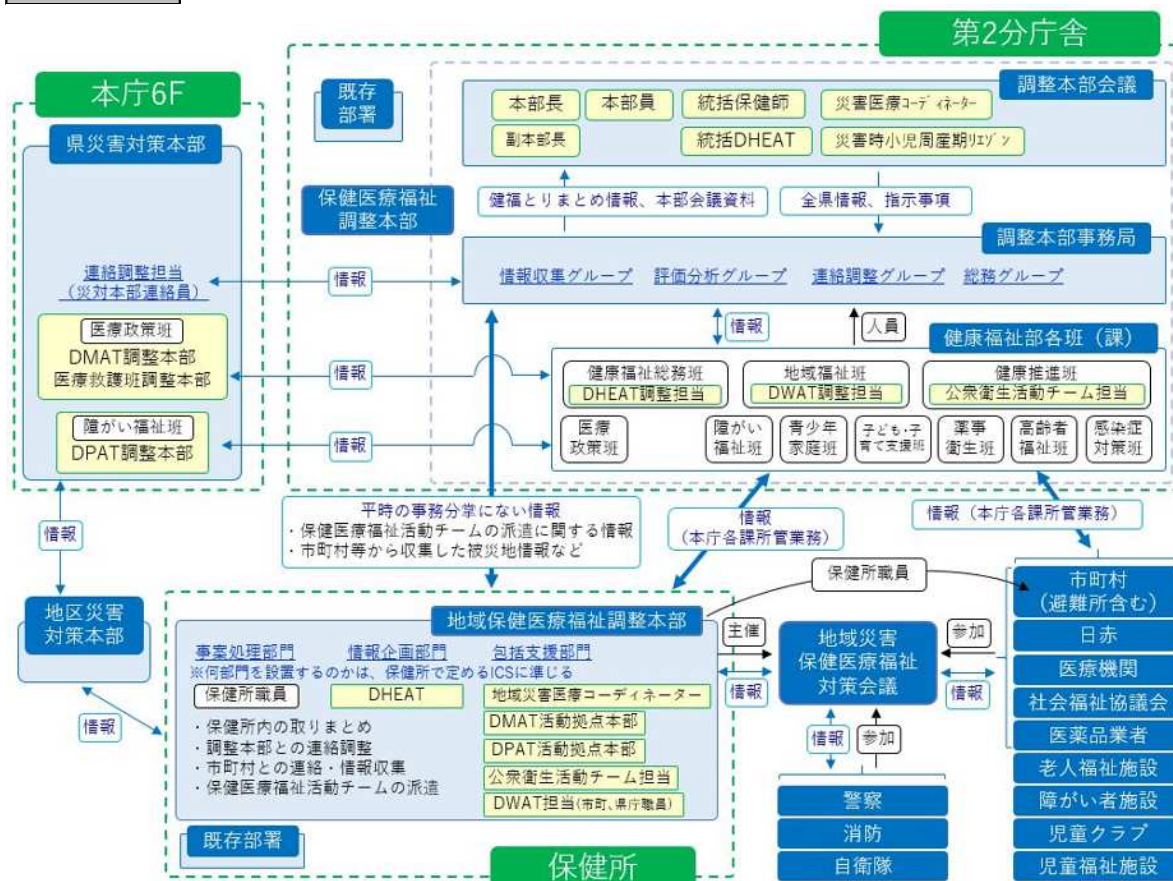 第2分庁舎
本庁6F
県災害対策本部
連絡調整担当
(災対本部連絡員)
医療政策班
DMAT調整本部
医療救護班調整本部
障がい福祉班
DPAT調整本部
既存
部署
調整本部会議
本部長
本部員
統括保健師
災害医療コーディネーター
副本部長
統括DHEAT
災害時小児周産期リエゾン
保健医療福祉
調整本部
健福とりまとめ情報、本部会議資料
全県情報、指示事項
調整本部事務局
情報収集グループ
評価分析グループ
連絡調整グループ
総務グループ
情報
情報
人員
健康福祉部各班（課）
情報
健康福祉総務班
DHEAT調整担当
地域福祉班
DWAT調整担当
健康推進班
公衆衛生活動チーム担当
情報
医療
政策班
障がい
福祉班
青少年
家庭班
子ども・子
育て支援班
薬事
衛生班
高齢者
福祉班
感染症
対策班
平時の事務分掌にない情報
・保健医療福祉活動チームの派遣に関する情報
・市町村等から収集した被災地情報など
情報
(本庁各課所管業務)
情報（本庁各課所管業務）
情報
地区災害
対策本部
情報
地域保健医療福祉調整本部
事案処理部門
情報企画部門
包括支援部門
※何部門を設置するのかは、保健所で定めるICSに準じる
保健所職員
DHEAT
地域災害医療コーディネーター
DMAT活動拠点本部
DPAT活動拠点本部
公衆衛生活動チーム担当
DWAT担当(市町、県庁職員)
・保健所内の取りまとめ
・調整本部との連絡調整
・市町村との連絡・情報収集
・保健医療福祉活動チームの派遣
既存部署
保健所
保健所職員
主催
情報
地域災害
保健医療福祉
対策会議
参加
情報
情報
参加
警察
消防
自衛隊
市町村
(避難所含む)
日赤
医療機関
社会福祉協議会
医薬品業者
老人福祉施設
障がい者施設
児童クラブ
児童福祉施設